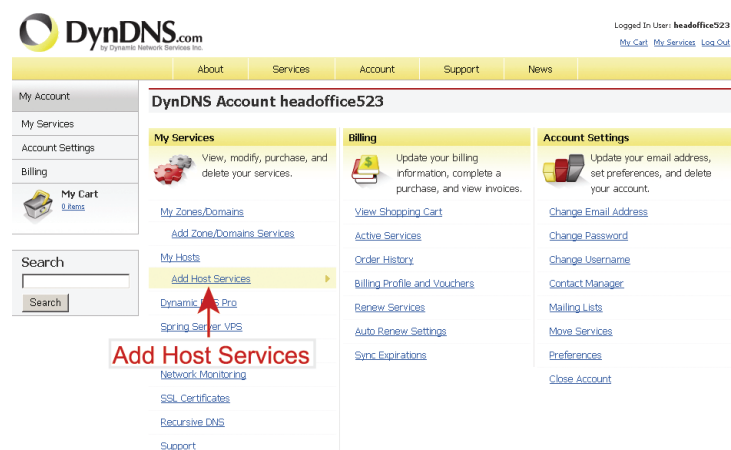 DynDNS.com
by Dynamic Network Services Inc.
Logged In User: headoffice523
My Cart My Services Log Out
About Services Account Support News
My Account
My Services
Account Settings
Billing
My Cart
0 items
Search
Search
DynDNS Account headoffice523
My Services
View, modify, purchase, and
delete your services.
My Zones/Domains
Add Zone/Domain Services
My Hosts
Add Host Services
Dynamic Pro
Spring Server VPS
Add Host Services
Network Monitoring
SSL Certificates
Recursive DNS
Support
Billing
Update your billing
information, complete a
purchase, and view invoices.
View Shopping Cart
Active Services
Order History
Billing Profile and Vouchers
Renew Services
Auto Renew Settings
Sync Expirations
Account Settings
Update your email address,
set preferences, and delete
your account.
Change Email Address
Change Password
Change Username
Contact Manager
Mailing Lists
Move Services
Preferences
Close Account